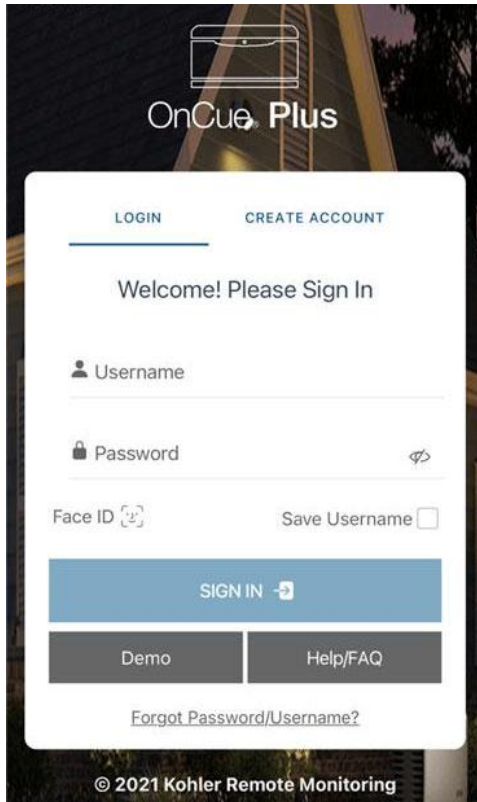 OnCue® Plus
LOGIN CREATE ACCOUNT
Welcome! Please Sign In
Username
Password
Face ID Save Username
SIGN IN
Demo Help/FAQ
Forgot Password/Username?
© 2021 Kohler Remote Monitoring